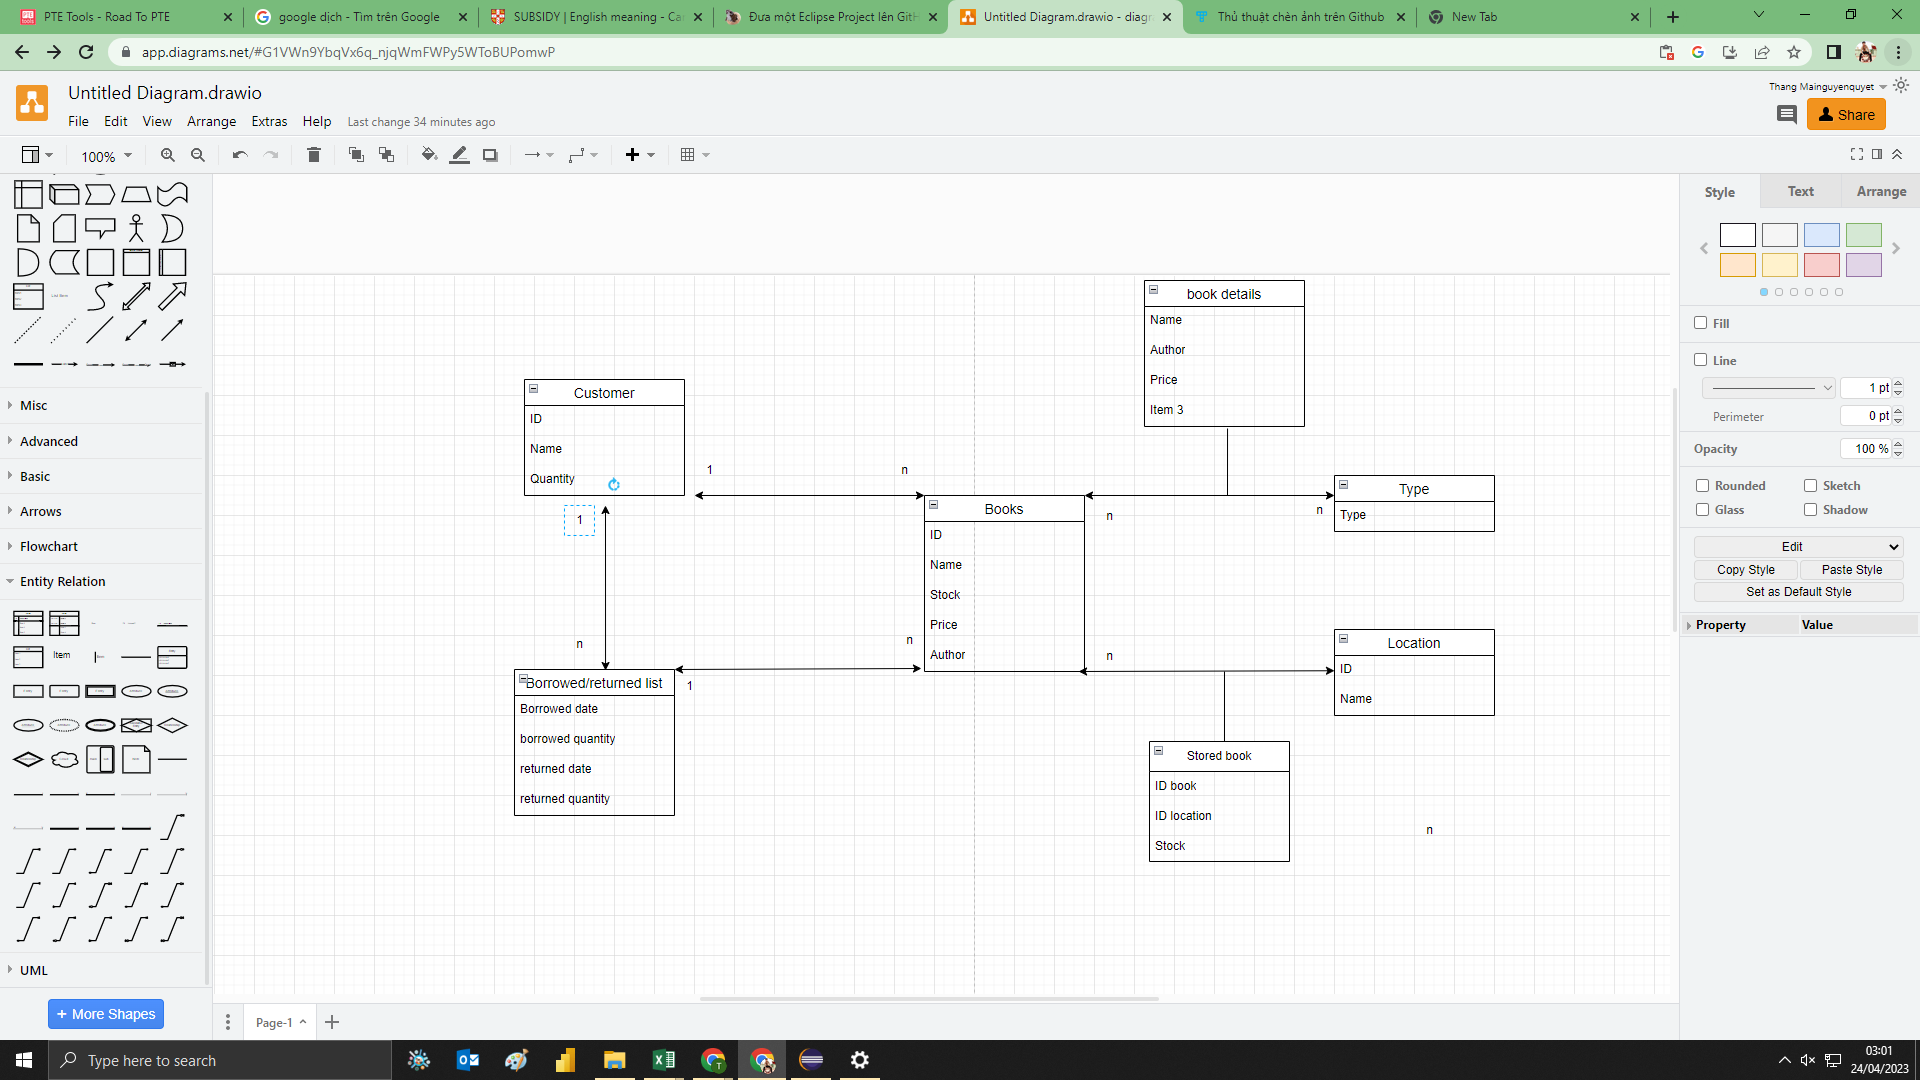 PTE Tools - Road To PTE
google dịch - Tìm trên Google
SUBSIDY | English meaning - Ca
Đưa một Eclipse Project lên GitH
Untitled Diagram.drawio - diagr
Thủ thuật chèn ảnh trên Github
New Tab
app.diagrams.net/#G1VWn9YbqVx6q_njqWmFWPy5WToBUPomwP
Untitled Diagram.drawio
Thang Mainguyenquyet
File Edit View Arrange Extras Help Last change 34 minutes ago
Share
100%
Style Text Arrange
Fill
Line
1 pt
Perimeter 0 pt
Opacity 100 %
Rounded Sketch
Glass Shadow
Edit
Copy Style Paste Style
Set as Default Style
Property Value
Misc
Advanced
Basic
Arrows
Flowchart
Entity Relation
Item
UML
+ More Shapes
book details
Name
Author
Price
Item 3
Customer
ID
Name
Quantity
1 n
1
n
Books
ID
Name
Stock
Price
Author
n n
Type
Type
n
1
n
Borrowed/returned list
Borrowed date
borrowed quantity
returned date
returned quantity
Location
ID
Name
Stored book
ID book
ID location
Stock
n
Page-1
Type here to search
03:01
24/04/2023